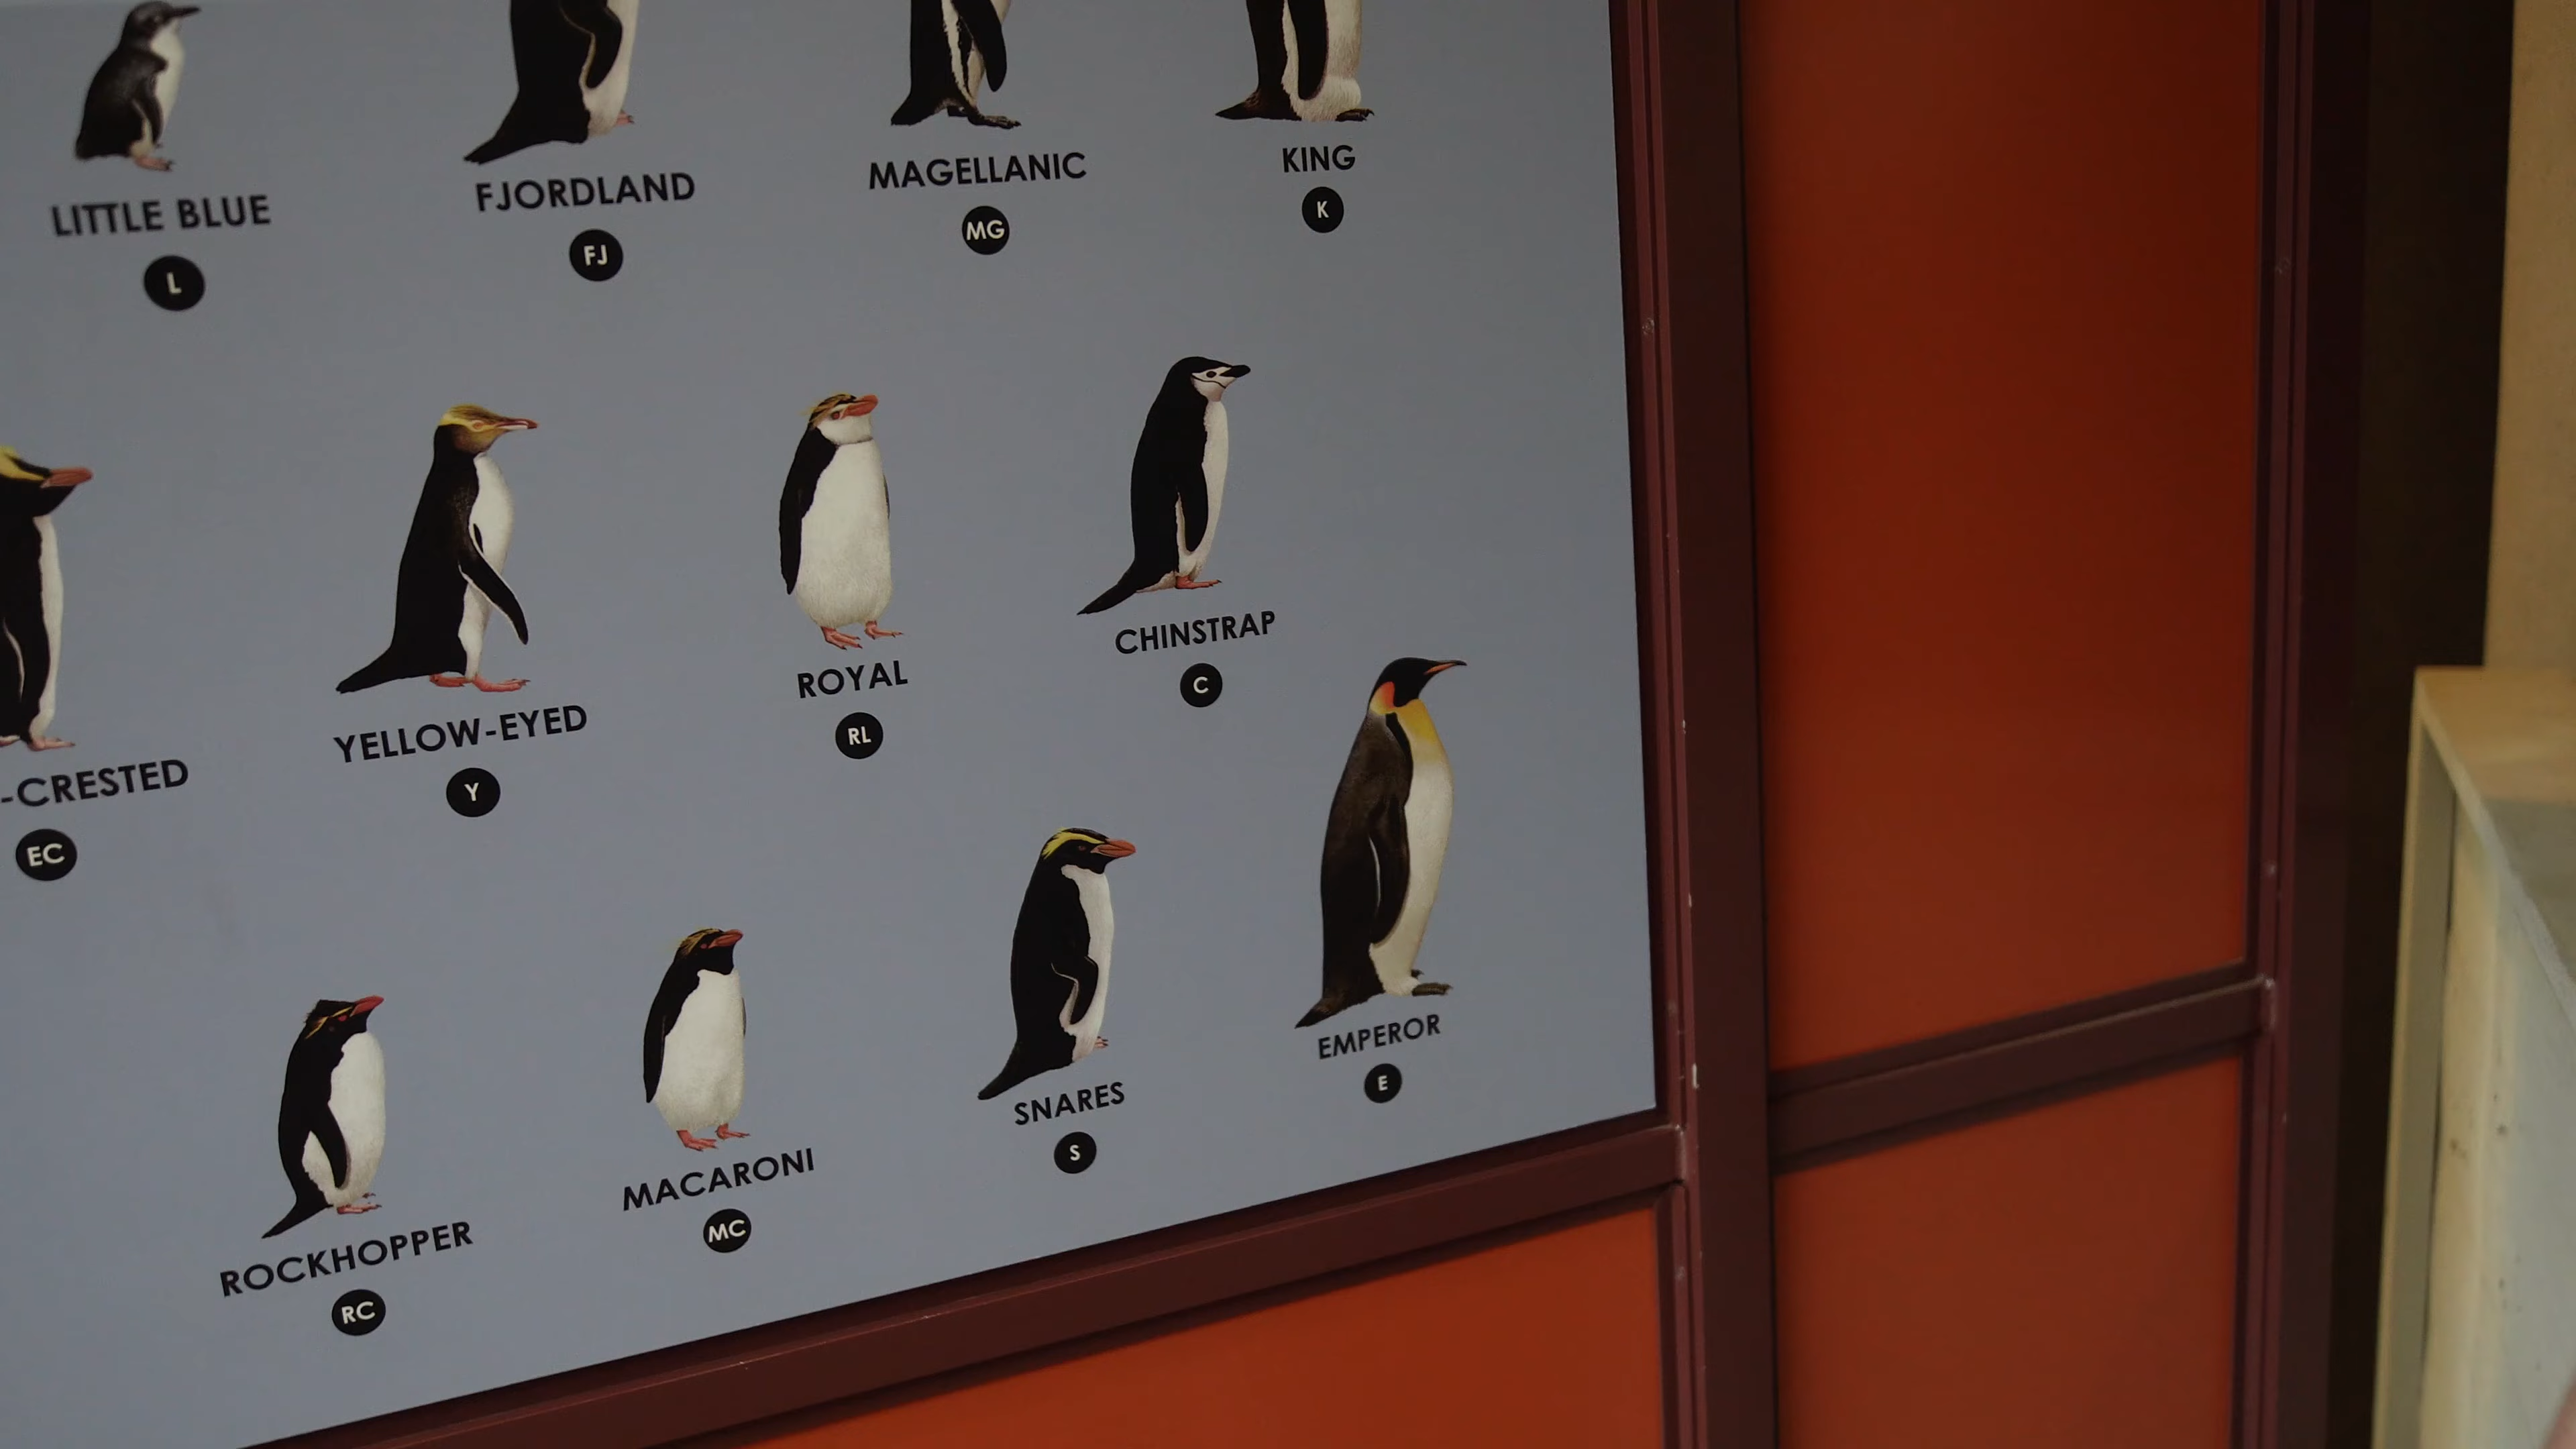 LITTLE BLUE
L
FJORDLAND
FJ
MAGELLANIC
MG
KING
K
-CRESTED
EC
YELLOW-EYED
Y
ROYAL
RL
CHINSTRAP
C
ROCKHOPPER
RC
MACARONI
MC
SNARES
S
EMPEROR
E